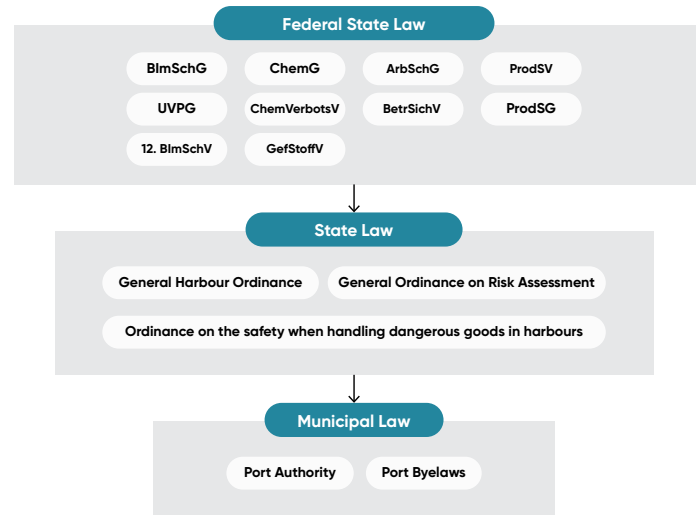 Federal State Law
BImSchG
ChemG
ArbSchG
ProdSV
UVPG
ChemVerbotsV
BetrSichV
ProdSG
12. BImSchV
GefStoffV
State Law
General Harbour Ordinance
General Ordinance on Risk Assessment
Ordinance on the safety when handling dangerous goods in harbours
Municipal Law
Port Authority
Port Byelaws